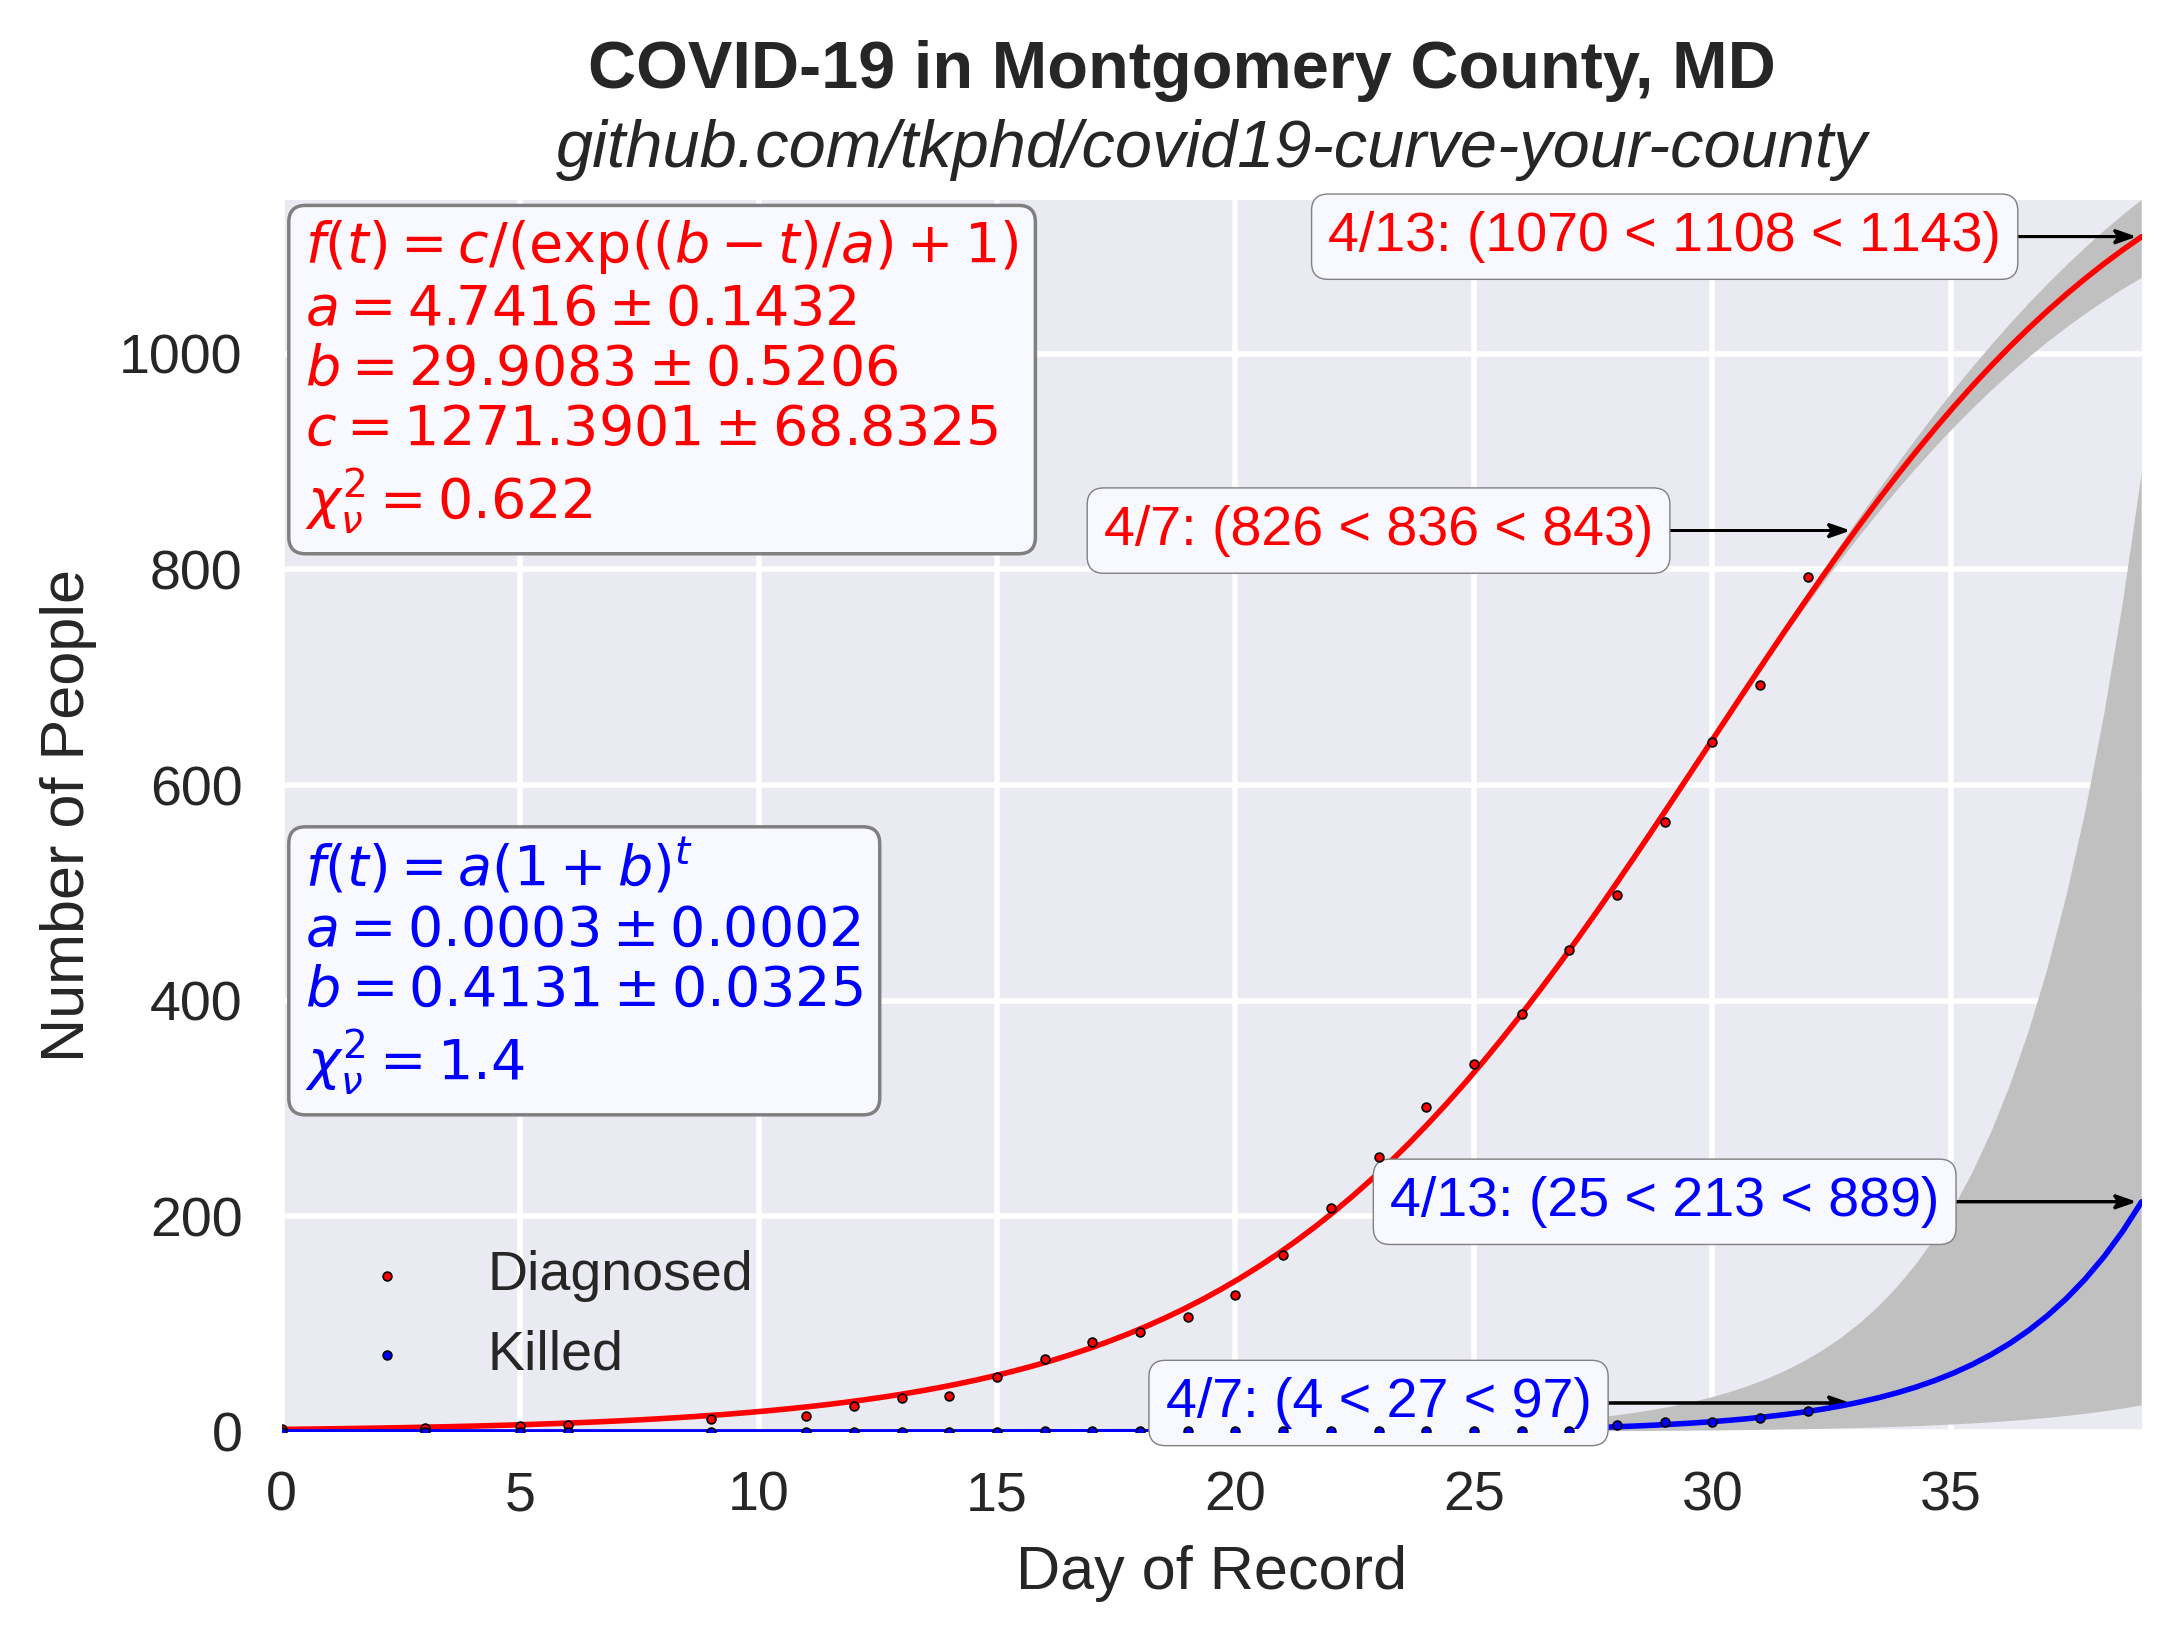 COVID-19 in Montgomery County, MD
github.com/tkphd/covid19-curve-your-county
f(t) = c/(exp((b − t)/a) + 1)
a = 4.7416 ± 0.1432
b = 29.9083 ± 0.5206
c = 1271.3901 ± 68.8325
χ²ᵥ = 0.622
4/13: (1070 < 1108 < 1143)
4/7: (826 < 836 < 843)
f(t) = a(1 + b)ᵗ
a = 0.0003 ± 0.0002
b = 0.4131 ± 0.0325
χ²ᵥ = 1.4
4/13: (25 < 213 < 889)
4/7: (4 < 27 < 97)
Diagnosed
Killed
Number of People
1000
800
600
400
200
0
0 5 10 15 20 25 30 35
Day of Record